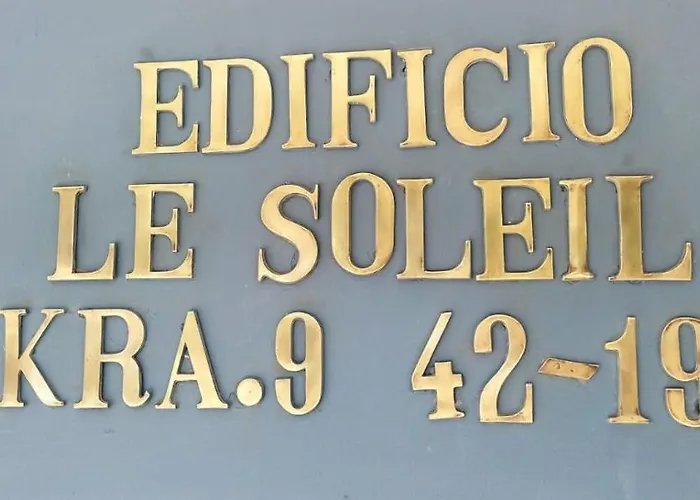 EDIFICIO
LE SOLEIL
KRA.9 42-19